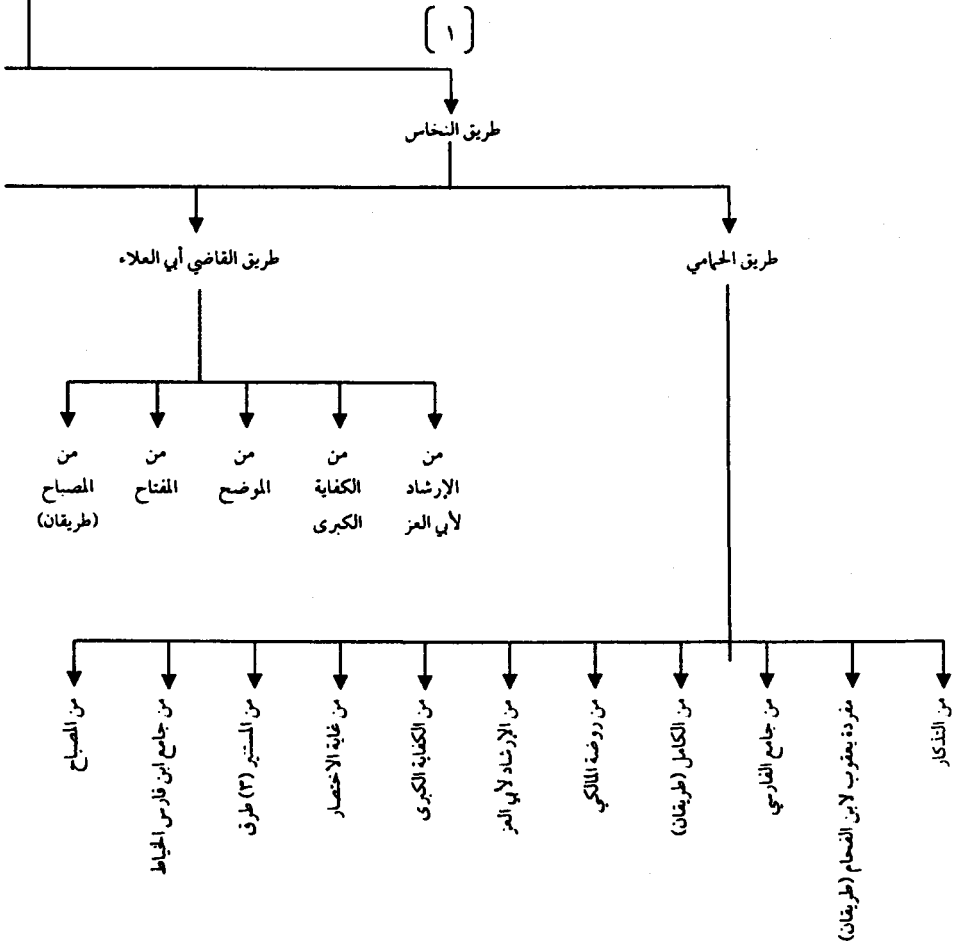 [ ١ ]
طريق النخاس
طريق الحمامي
طريق القاضي أبي العلاء
من
الإرشاد
لأبي العز
من
الكفاية
الكبرى
من
الموضح
من
المفتاح
من
المصباح
(طريقان)
من التذكار
مفردة يعقوب لابن الفحام (طريقان)
من جامع الفارسي
من الكامل (طريقان)
من روضة المالكي
من الإرشاد لأبي العز
من الكفاية الكبرى
من غاية الاختصار
من المستنير (٣) طرق
من جامع ابن فارس الخياط
من المصباح